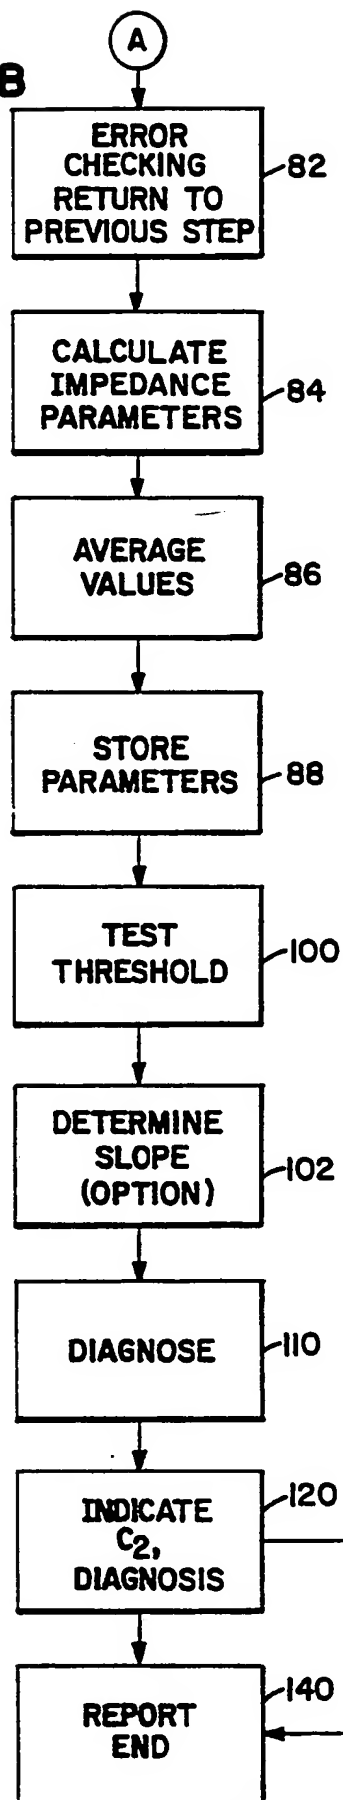 A
B
ERROR
CHECKING
RETURN TO
PREVIOUS STEP
82
CALCULATE
IMPEDANCE
PARAMETERS
84
AVERAGE
VALUES
86
STORE
PARAMETERS
88
TEST
THRESHOLD
100
DETERMINE
SLOPE
(OPTION)
102
DIAGNOSE
110
INDICATE
C2,
DIAGNOSIS
120
REPORT
END
140